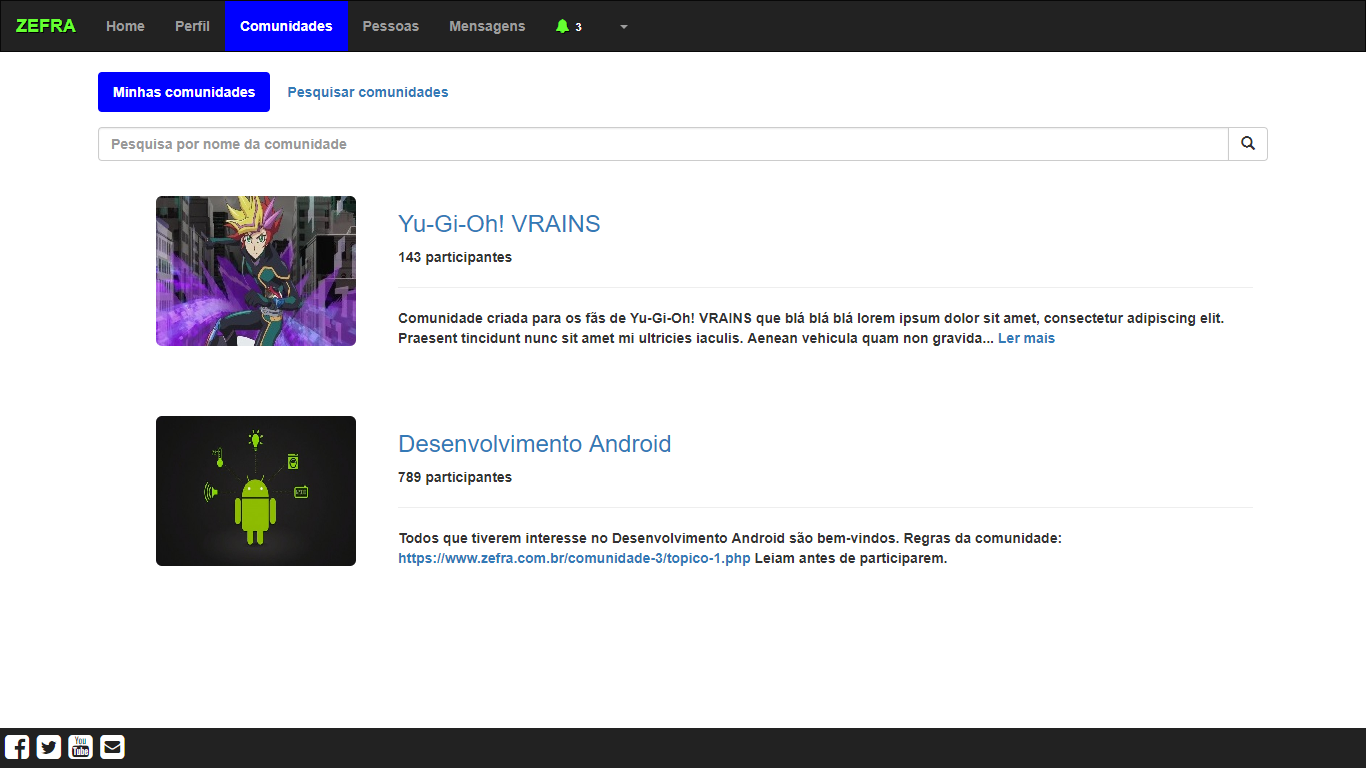 ZEFRA Home Perfil Comunidades Pessoas Mensagens 3
Minhas comunidades Pesquisar comunidades
Pesquisa por nome da comunidade
Yu-Gi-Oh! VRAINS
143 participantes
Comunidade criada para os fãs de Yu-Gi-Oh! VRAINS que blá blá blá lorem ipsum dolor sit amet, consectetur adipiscing elit.
Praesent tincidunt nunc sit amet mi ultricies iaculis. Aenean vehicula quam non gravida... Ler mais
Desenvolvimento Android
789 participantes
Todos que tiverem interesse no Desenvolvimento Android são bem-vindos. Regras da comunidade:
https://www.zefra.com.br/comunidade-3/topico-1.php Leiam antes de participarem.
You Tube